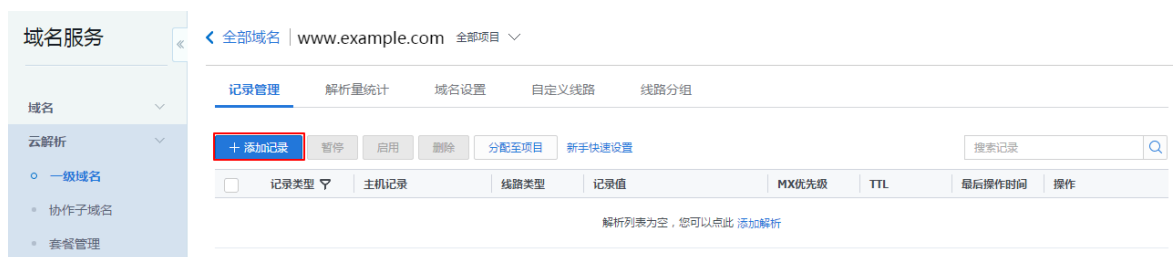 域名服务
全部域名 www.example.com 全部项目
记录管理 解析量统计 域名设置 自定义线路 线路分组
域名
云解析
一级域名
协作子域名
套餐管理
添加记录 暂停 启用 删除 分配至项目 新手快速设置 搜索记录
记录类型 主机记录 线路类型 记录值 MX优先级 TTL 最后操作时间 操作
解析列表为空，您可以点此 添加解析